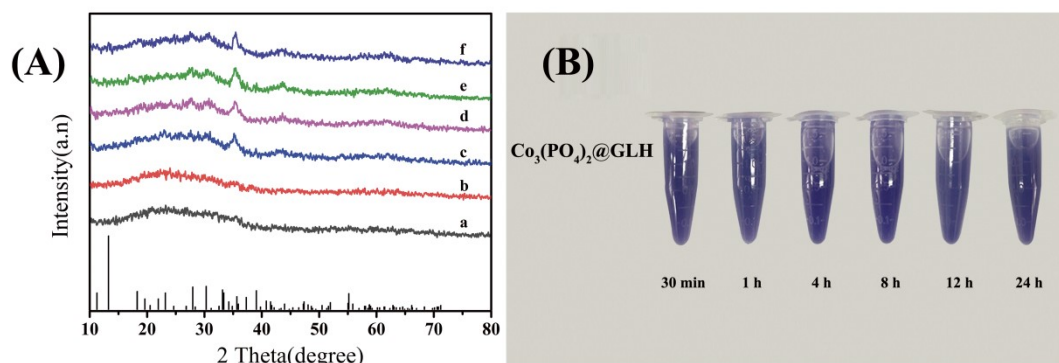 (A)
Intensity(a.n)
f
e
d
c
b
a
10 20 30 40 50 60 70 80
2 Theta(degree)
(B)
Co₃(PO₄)₂@GLH
30 min 1 h 4 h 8 h 12 h 24 h